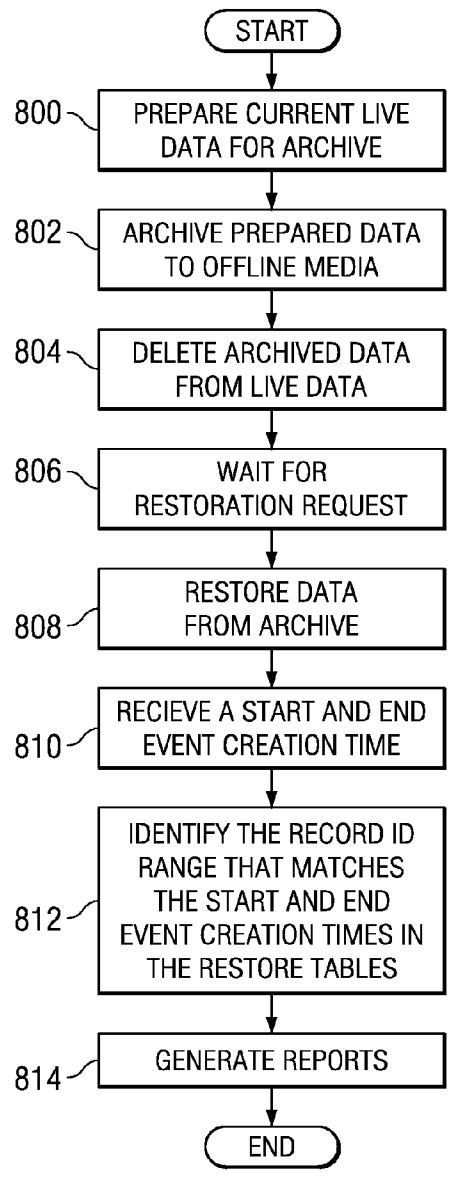 START
800
PREPARE CURRENT LIVE
DATA FOR ARCHIVE
802
ARCHIVE PREPARED DATA
TO OFFLINE MEDIA
804
DELETE ARCHIVED DATA
FROM LIVE DATA
806
WAIT FOR
RESTORATION REQUEST
808
RESTORE DATA
FROM ARCHIVE
810
RECIEVE A START AND END
EVENT CREATION TIME
812
IDENTIFY THE RECORD ID
RANGE THAT MATCHES
THE START AND END
EVENT CREATION TIMES IN
THE RESTORE TABLES
814
GENERATE REPORTS
END